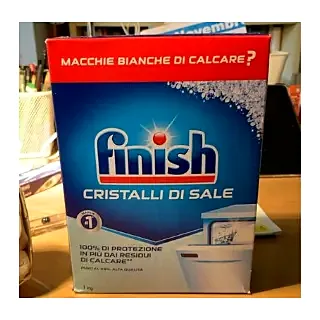 Novembre
MACCHIE BIANCHE DI CALCARE?
finish
CRISTALLI DI SALE
#1
100% DI PROTEZIONE
IN PIÙ DAI RESIDUI
DI CALCARE**
1 kg